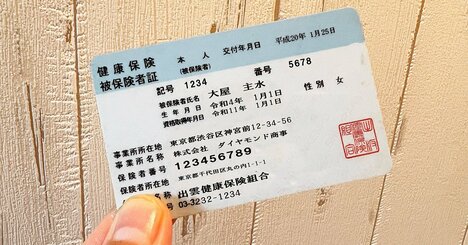 健康保険 本人 交付年月日 平成20年 1月25日
被保険者証 (被保険者)
記号 1234 番号 5678
被保険者氏名 大屋 主水 性別 女
生年月日 令和4年 1月1日
資格取得年月日 令和11年 1月1日
事業所所在地 東京都渋谷区神宮前12-34-56
事業所名称 株式会社 ダイヤモンド商事
保険者番号 123456789
保険者所在地 東京都千代田区丸の内1-1-1
名称 出雲健康保険組合
03-3232-1234